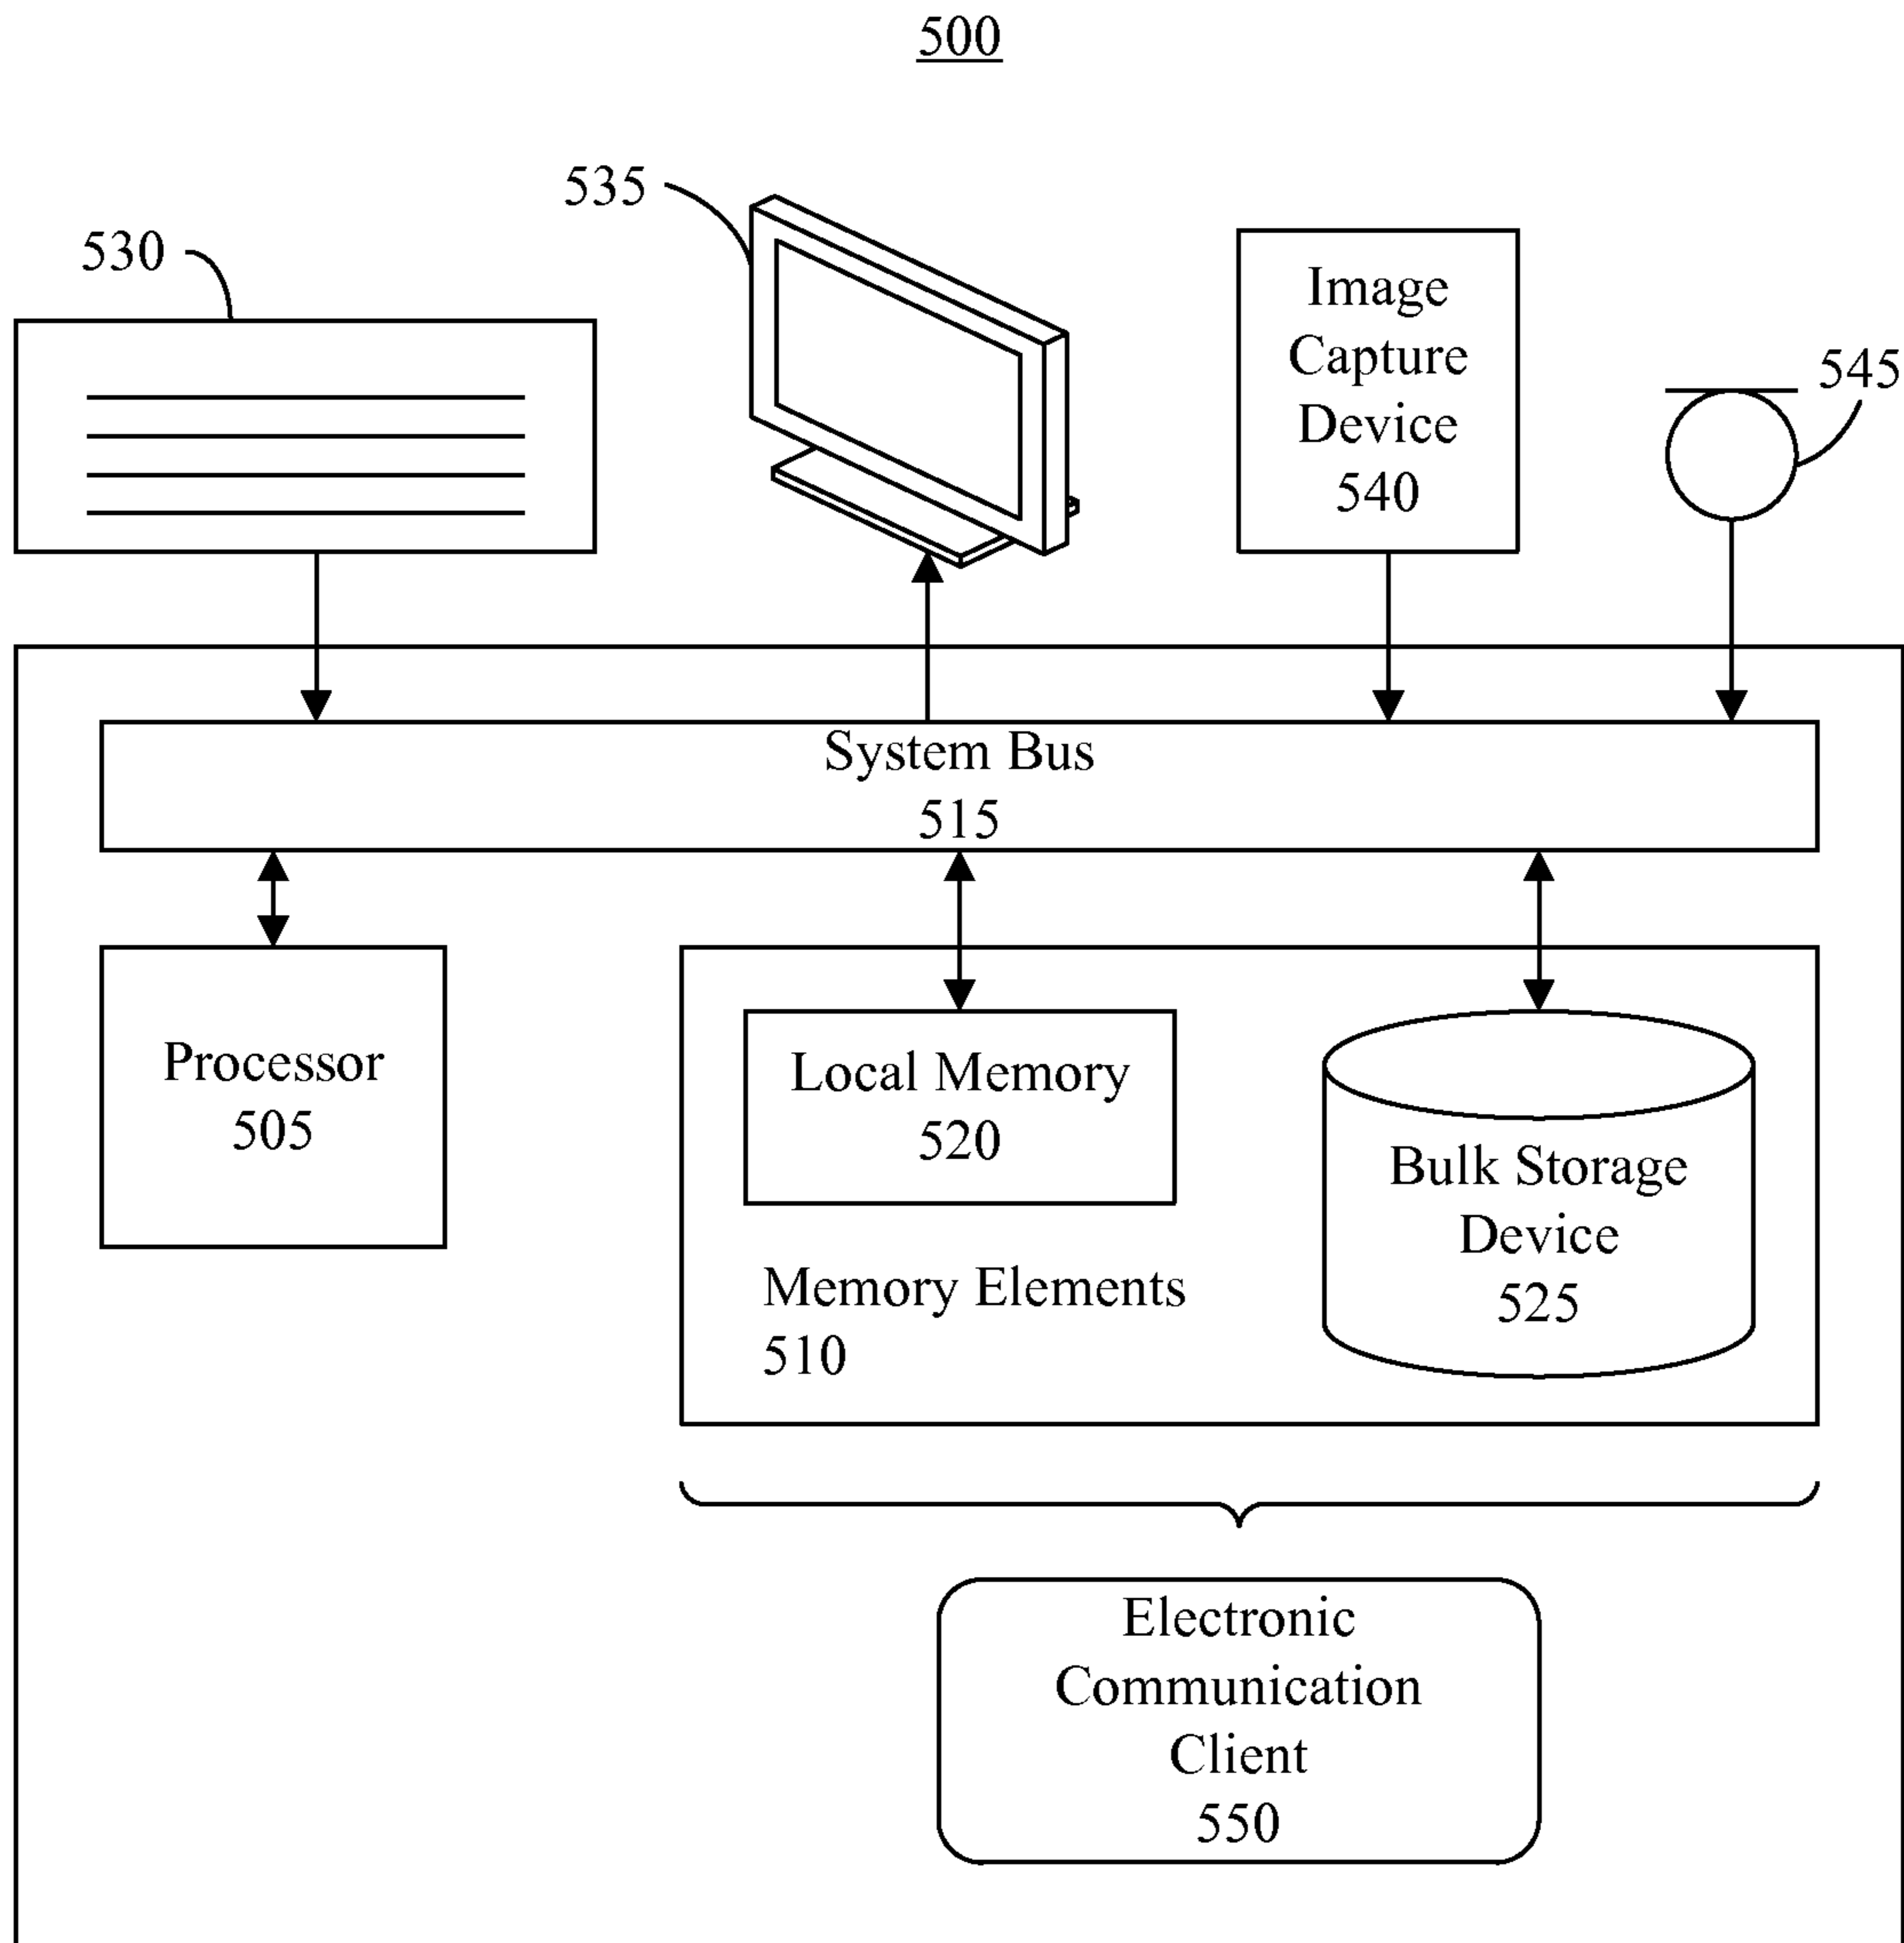 500
535
530
Image
Capture
Device
540
545
System Bus
515
Processor
505
Local Memory
520
Memory Elements
510
Bulk Storage
Device
525
Electronic
Communication
Client
550